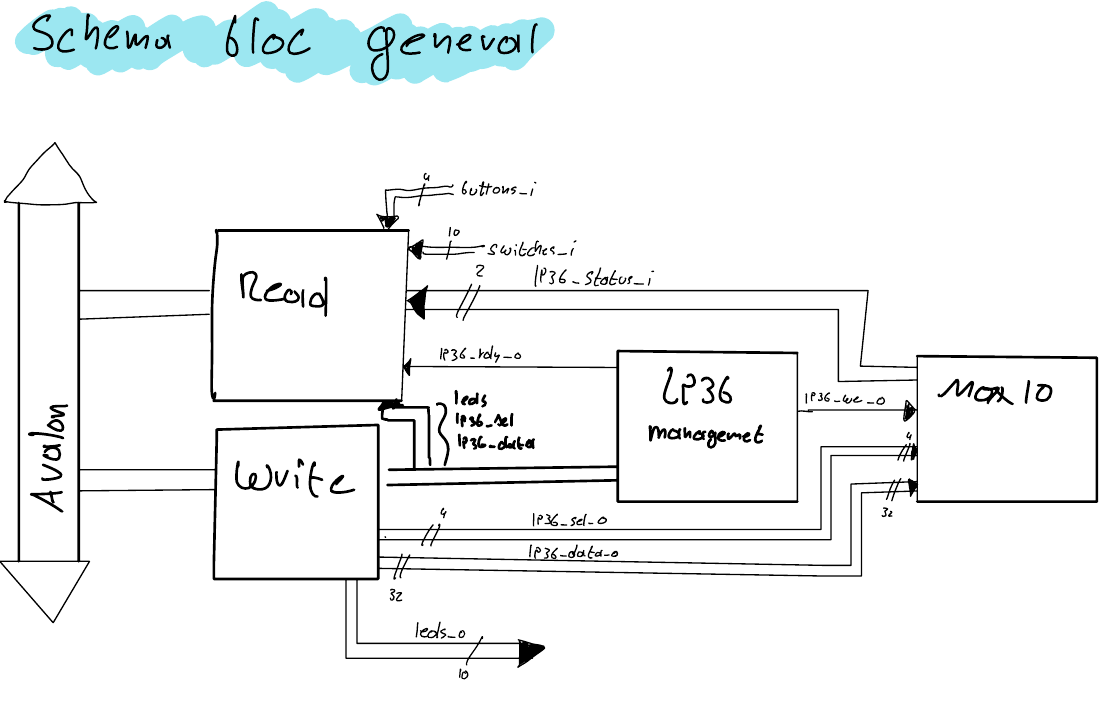 Schema bloc general
4
buttons_i
10
switches_i
2
lp36_status_i
Read
lp36_rdy_o
LP36
managemet
lp36_we_o
Max 10
leds
lp36_sel
lp36_data
Avalon
Write
4
32
4
lp36_sel_o
lp36_data_o
32
leds_o
10